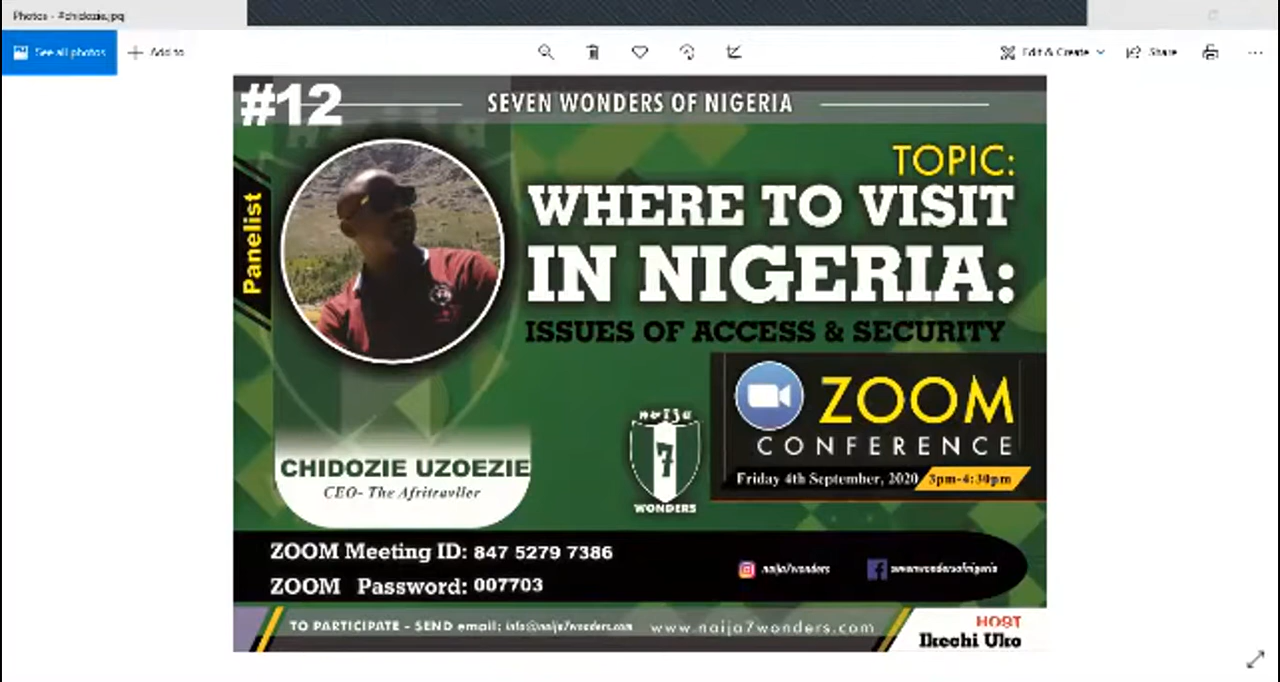 Photos - #chidozie.jpg
See all photos
Add to
Edit & Create
Share
#12
SEVEN WONDERS OF NIGERIA
Panelist
TOPIC:
WHERE TO VISIT
IN NIGERIA:
ISSUES OF ACCESS & SECURITY
ZOOM
CONFERENCE
Friday 4th September, 2020 3pm-4:30pm
naija
7
WONDERS
CHIDOZIE UZOEZIE
CEO- The Afritravller
ZOOM Meeting ID: 847 5279 7386
ZOOM Password: 007703
naija7wonders
sevenwondersofnigeria
TO PARTICIPATE - SEND email: info@naija7wonders.com www.naija7wonders.com
HOST
Ikechi Uko